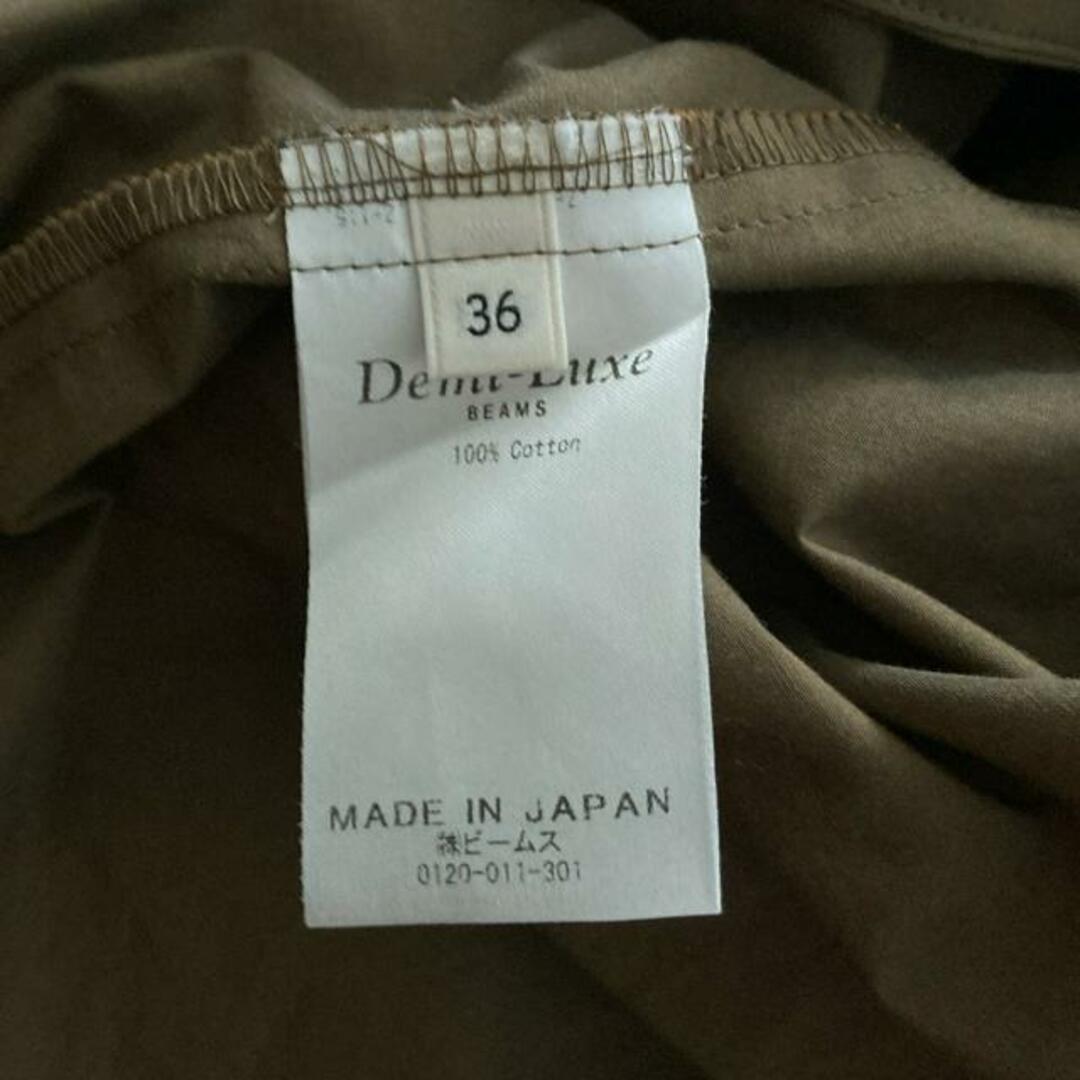 36
Demi-Luxe
BEAMS
100% Cotton
MADE IN JAPAN
㈱ビームス
0120-011-301